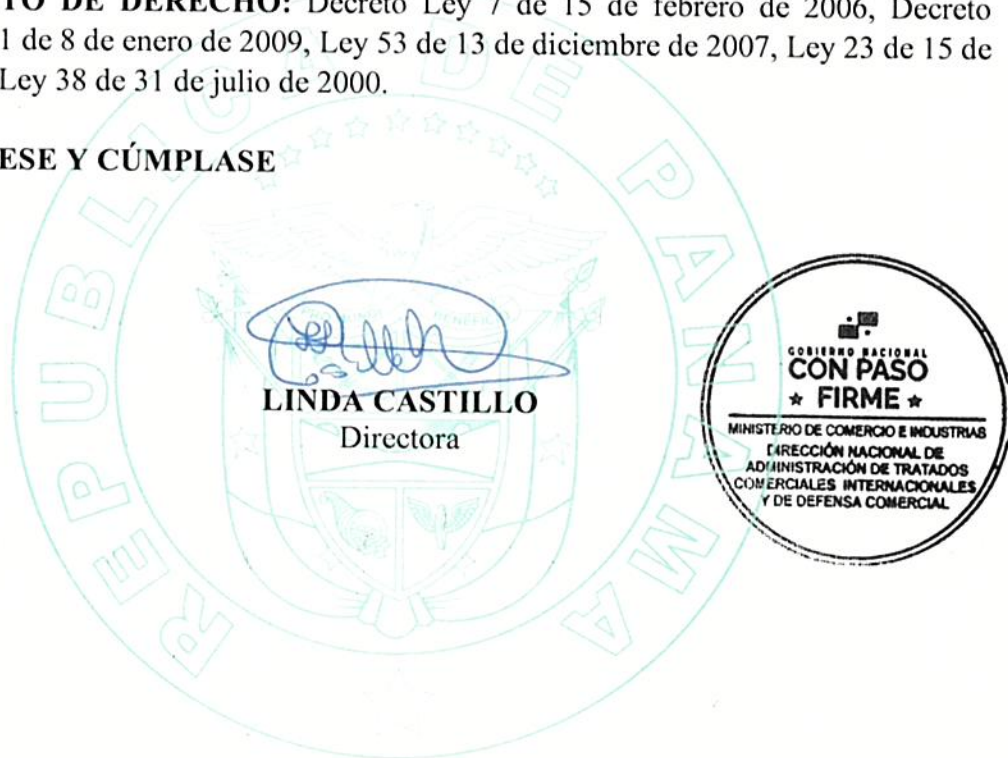 TO DE DERECHO: Decreto Ley 7 de 15 de febrero de 2006, Decreto
1 de 8 de enero de 2009, Ley 53 de 13 de diciembre de 2007, Ley 23 de 15 de
Ley 38 de 31 de julio de 2000.
ESE Y CÚMPLASE
REPUBLICA DE PANAMA
LINDA CASTILLO
Directora
GOBIERNO NACIONAL
CON PASO
★ FIRME ★
MINISTERIO DE COMERCIO E INDUSTRIAS
DIRECCIÓN NACIONAL DE
ADMINISTRACIÓN DE TRATADOS
COMERCIALES INTERNACIONALES
Y DE DEFENSA COMERCIAL